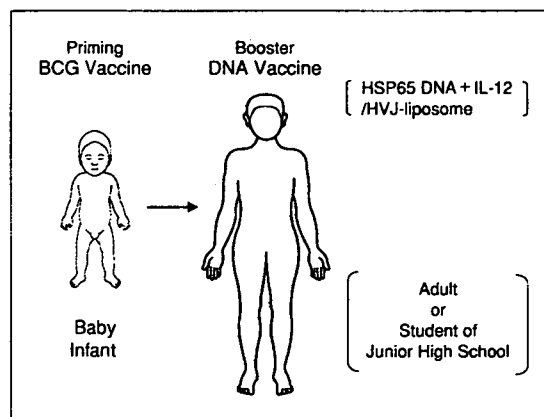 Priming
BCG Vaccine
Booster
DNA Vaccine
HSP65 DNA + IL-12
/HVJ-liposome
Baby
Infant
Adult
or
Student of
Junior High School